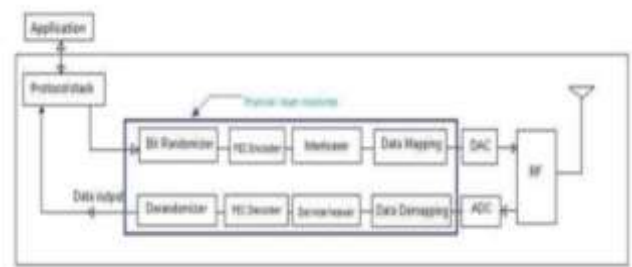 Application
Protocol stack
Physical layer modules
Bit Randomizer
FEC Encoder
Interleaver
Data Mapping
DAC
RF
Data output
Derandomizer
FEC Decoder
Deinterleaver
Data Demapping
ADC